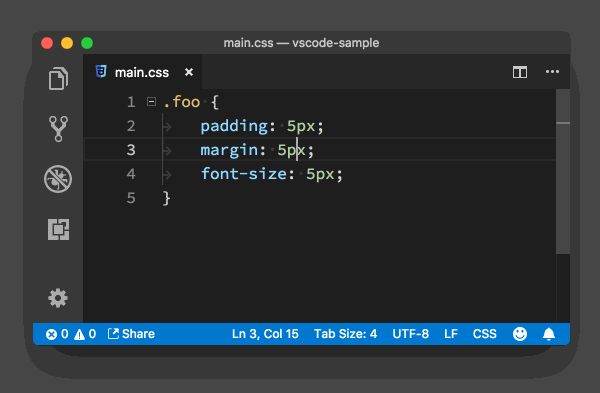 main.css — vscode-sample
main.css
1 .foo {
2 padding: 5px;
3 margin: 5px;
4 font-size: 5px;
5 }
0 0 Share Ln 3, Col 15 Tab Size: 4 UTF-8 LF CSS